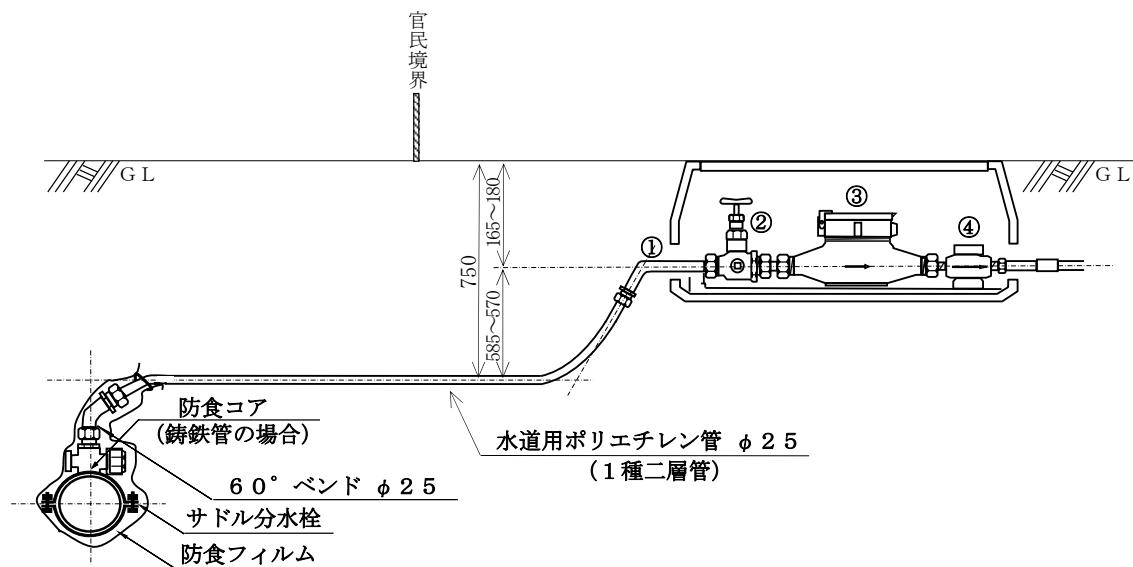 官民境界
GL
GL
165～180
750
585～570
①
②
③
④
防食コア
(鋳鉄管の場合)
水道用ポリエチレン管 φ25
(1種二層管)
60°ベンド φ25
サドル分水栓
防食フィルム